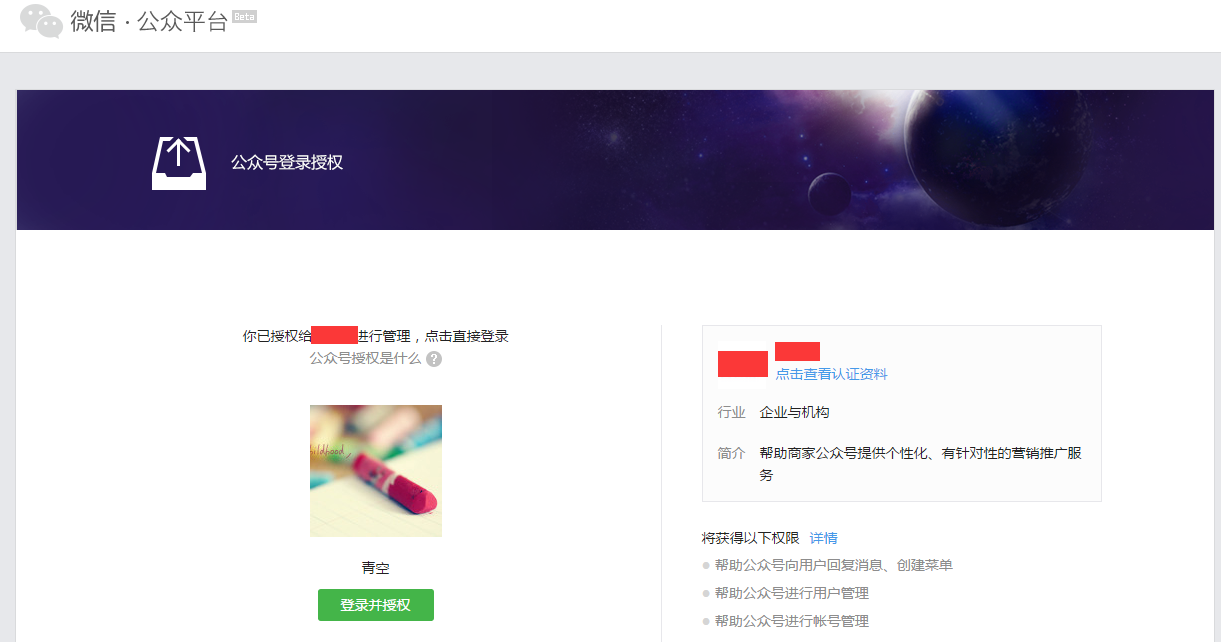 微信 · 公众平台 Beta
公众号登录授权
你已授权给 进行管理，点击直接登录
公众号授权是什么 ?
childhood
青空
登录并授权
点击查看认证资料
行业 企业与机构
简介 帮助商家公众号提供个性化、有针对性的营销推广服
务
将获得以下权限 详情
帮助公众号向用户回复消息、创建菜单
帮助公众号进行用户管理
帮助公众号进行帐号管理